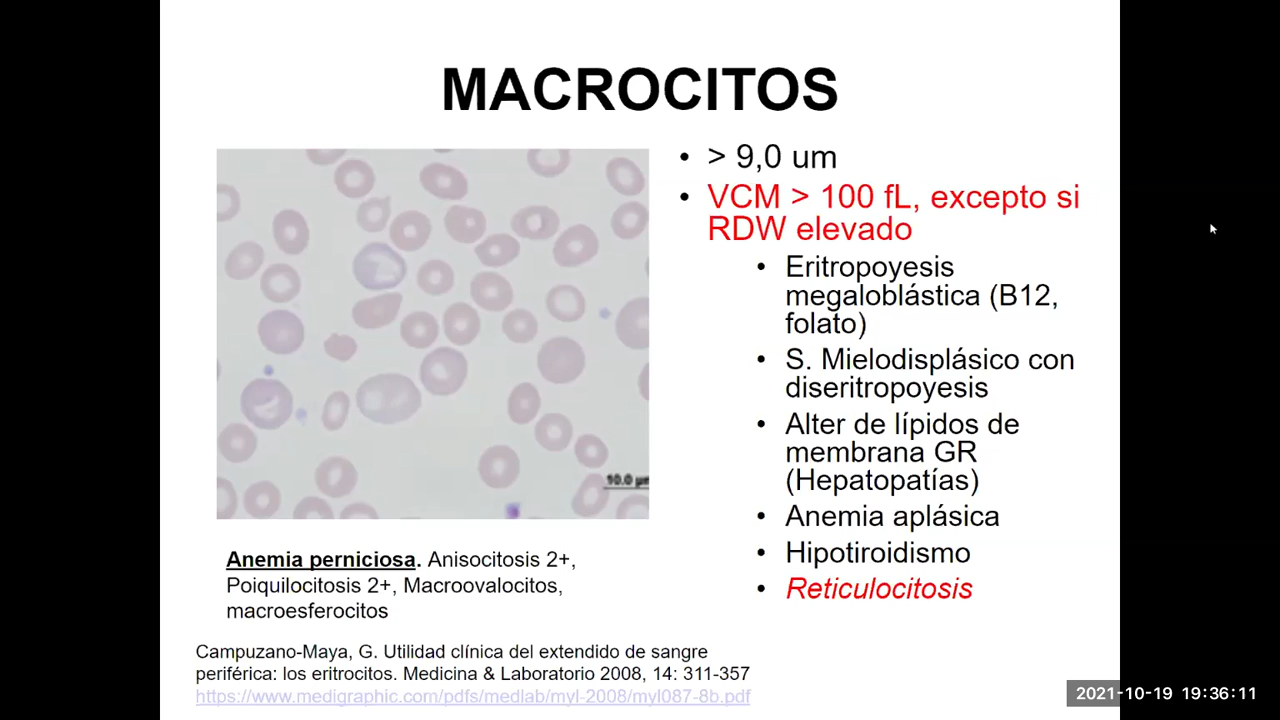 MACROCITOS
• > 9,0 um
• VCM > 100 fL, excepto si
RDW elevado
• Eritropoyesis
megaloblástica (B12,
folato)
• S. Mielodisplásico con
diseritropoyesis
• Alter de lípidos de
membrana GR
(Hepatopatías)
• Anemia aplásica
• Hipotiroidismo
• Reticulocitosis
10.0 µm
Anemia perniciosa. Anisocitosis 2+,
Poiquilocitosis 2+, Macroovalocitos,
macroesferocitos
Campuzano-Maya, G. Utilidad clínica del extendido de sangre
periférica: los eritrocitos. Medicina & Laboratorio 2008, 14: 311-357
https://www.medigraphic.com/pdfs/medlab/myl-2008/myl087-8b.pdf
2021-10-19 19:36:11